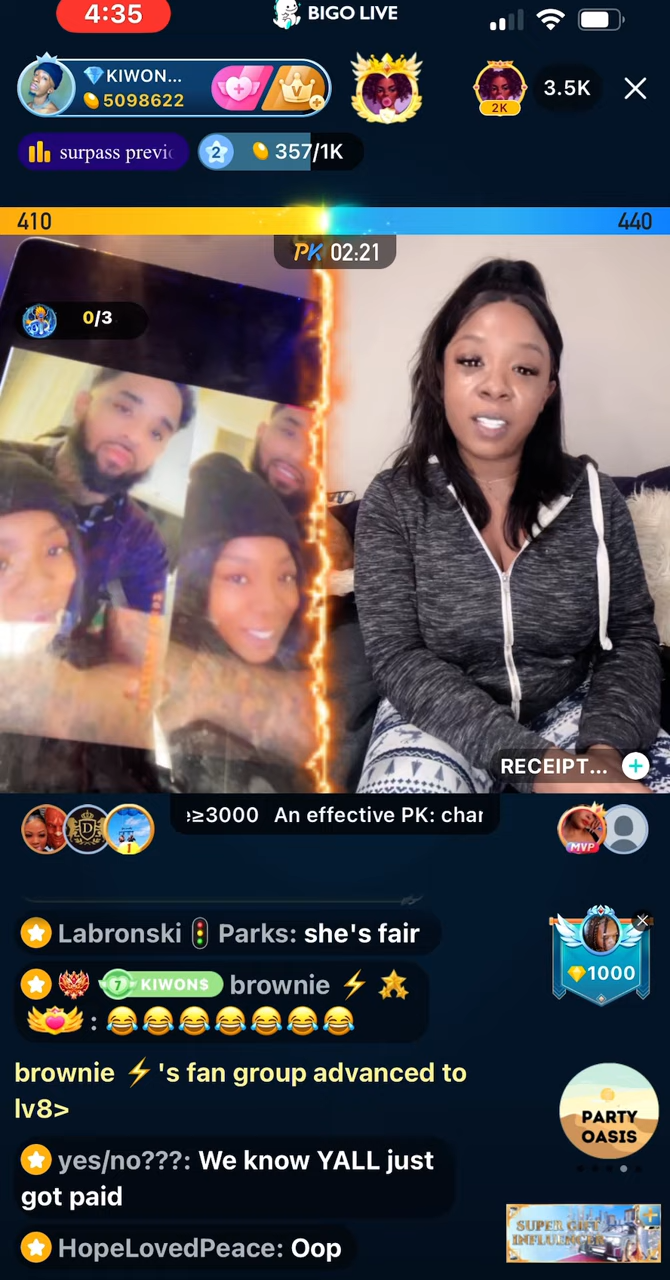 4:35
BIGO LIVE
KIWON...
5098622
V
2K
3.5K
surpass previ
2
357/1K
410
440
PK 02:21
0/3
RECEIPT...
≥3000 An effective PK: char
D
MVP
Labronski 🚦 Parks: she's fair
7 KIWON$ brownie ⚡ 🌟
: 😂😂😂😂😂😂😂
1000
brownie ⚡'s fan group advanced to
lv8>
PARTY
OASIS
yes/no???: We know YALL just
got paid
SUPER GIFT
INFLUENCER
HopeLovedPeace: Oop